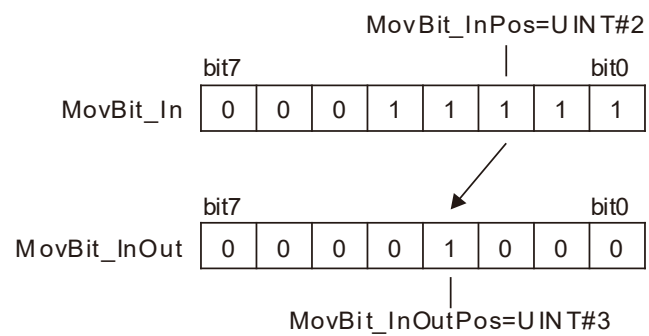 MovBit_InPos=UINT#2
bit7 bit0
MovBit_In 0 0 0 1 1 1 1 1
bit7 bit0
MovBit_InOut 0 0 0 0 1 0 0 0
MovBit_InOutPos=UINT#3